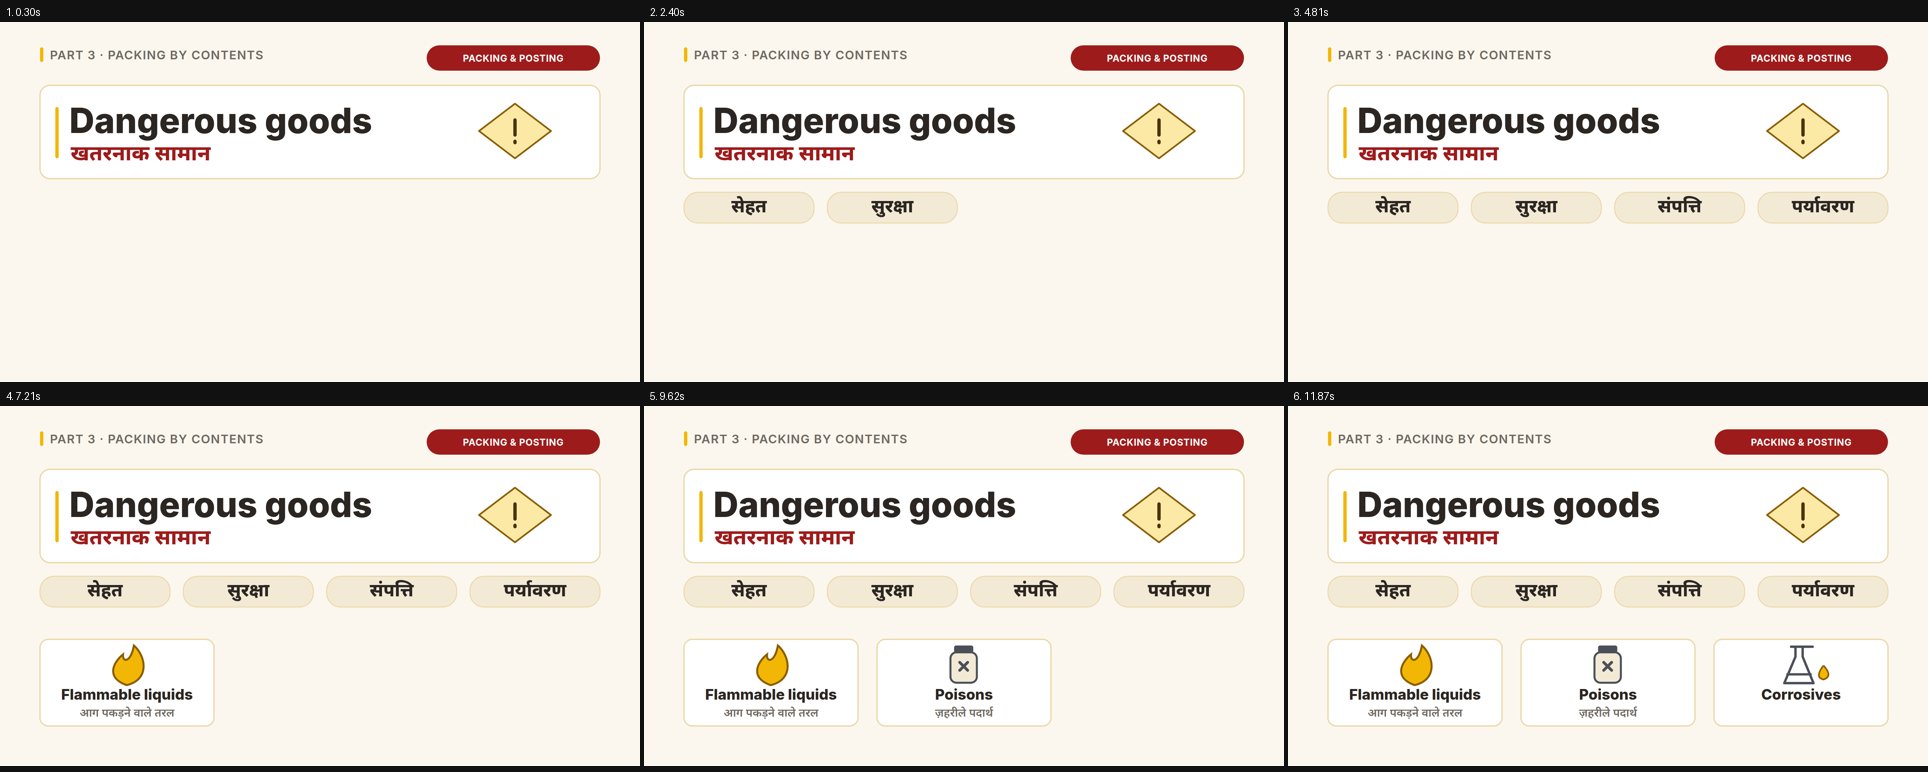 1. 0.30s
PART 3 · PACKING BY CONTENTS
PACKING & POSTING
Dangerous goods
खतरनाक सामान
2. 2.40s
PART 3 · PACKING BY CONTENTS
PACKING & POSTING
Dangerous goods
खतरनाक सामान
सेहत सुरक्षा
3. 4.81s
PART 3 · PACKING BY CONTENTS
PACKING & POSTING
Dangerous goods
खतरनाक सामान
सेहत सुरक्षा संपत्ति पर्यावरण
4. 7.21s
PART 3 · PACKING BY CONTENTS
PACKING & POSTING
Dangerous goods
खतरनाक सामान
सेहत सुरक्षा संपत्ति पर्यावरण
Flammable liquids
आग पकड़ने वाले तरल
5. 9.62s
PART 3 · PACKING BY CONTENTS
PACKING & POSTING
Dangerous goods
खतरनाक सामान
सेहत सुरक्षा संपत्ति पर्यावरण
Flammable liquids
आग पकड़ने वाले तरल
Poisons
ज़हरीले पदार्थ
6. 11.87s
PART 3 · PACKING BY CONTENTS
PACKING & POSTING
Dangerous goods
खतरनाक सामान
सेहत सुरक्षा संपत्ति पर्यावरण
Flammable liquids
आग पकड़ने वाले तरल
Poisons
ज़हरीले पदार्थ
Corrosives